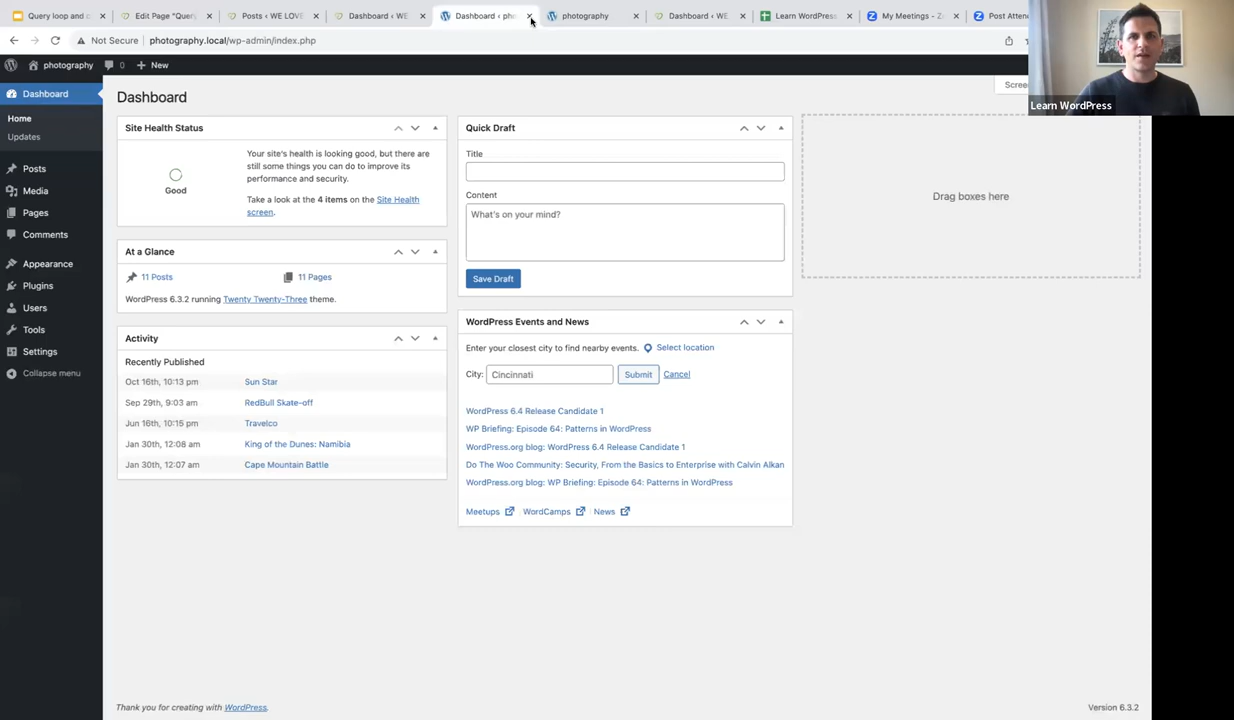 Query loop and c
Edit Page "Query
Posts ‹ WE LOVE
Dashboard ‹ WE
Dashboard ‹ pho
photography
Dashboard ‹ WE
Learn WordPress
My Meetings - Z
Post Atten
Not Secure
photography.local/wp-admin/index.php
photography
0
New
Learn WordPress
Dashboard
Home
Updates
Posts
Media
Pages
Comments
Appearance
Plugins
Users
Tools
Settings
Collapse menu
Dashboard
Scree
Site Health Status
Good
Your site's health is looking good, but there are
still some things you can do to improve its
performance and security.
Take a look at the 4 items on the Site Health
screen.
At a Glance
11 Posts
11 Pages
WordPress 6.3.2 running Twenty Twenty-Three theme.
Activity
Recently Published
Oct 16th, 10:13 pm Sun Star
Sep 29th, 9:03 am RedBull Skate-off
Jun 16th, 10:15 pm Travelco
Jan 30th, 12:08 am King of the Dunes: Namibia
Jan 30th, 12:07 am Cape Mountain Battle
Quick Draft
Title
Content
What's on your mind?
Save Draft
WordPress Events and News
Enter your closest city to find nearby events. Select location
City: Cincinnati Submit Cancel
WordPress 6.4 Release Candidate 1
WP Briefing: Episode 64: Patterns in WordPress
WordPress.org blog: WordPress 6.4 Release Candidate 1
Do The Woo Community: Security, From the Basics to Enterprise with Calvin Alkan
WordPress.org blog: WP Briefing: Episode 64: Patterns in WordPress
Meetups WordCamps News
Drag boxes here
Thank you for creating with WordPress.
Version 6.3.2